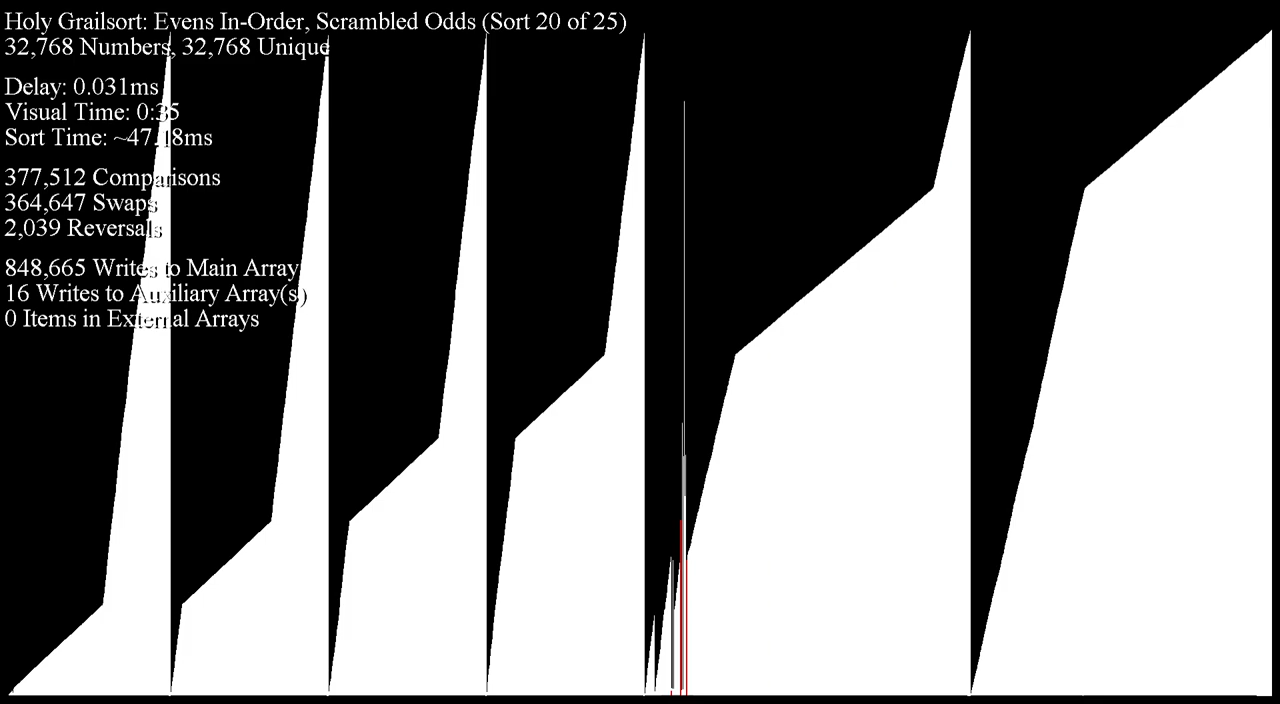 Holy Grailsort: Evens In-Order, Scrambled Odds (Sort 20 of 25)
32,768 Numbers, 32,768 Unique
Delay: 0.031ms
Visual Time: 0:35
Sort Time:
377,512 Comparisons
364,647 Swaps
2,039 Reversals
848,665 Writes to Main Array
16 Writes to Auxiliary Array(s)
0 Items in External Arrays